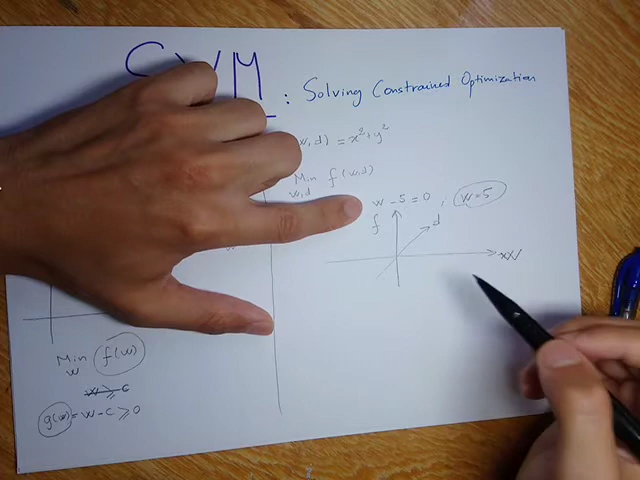 SVM : Solving Constrained Optimization
w,d) = x²+y²
Min f(w,d)
w,d
w - 5 = 0 , w=5
f
d
W
Min f(w)
w
w ≥ c
g(w) = w - c ≥ 0